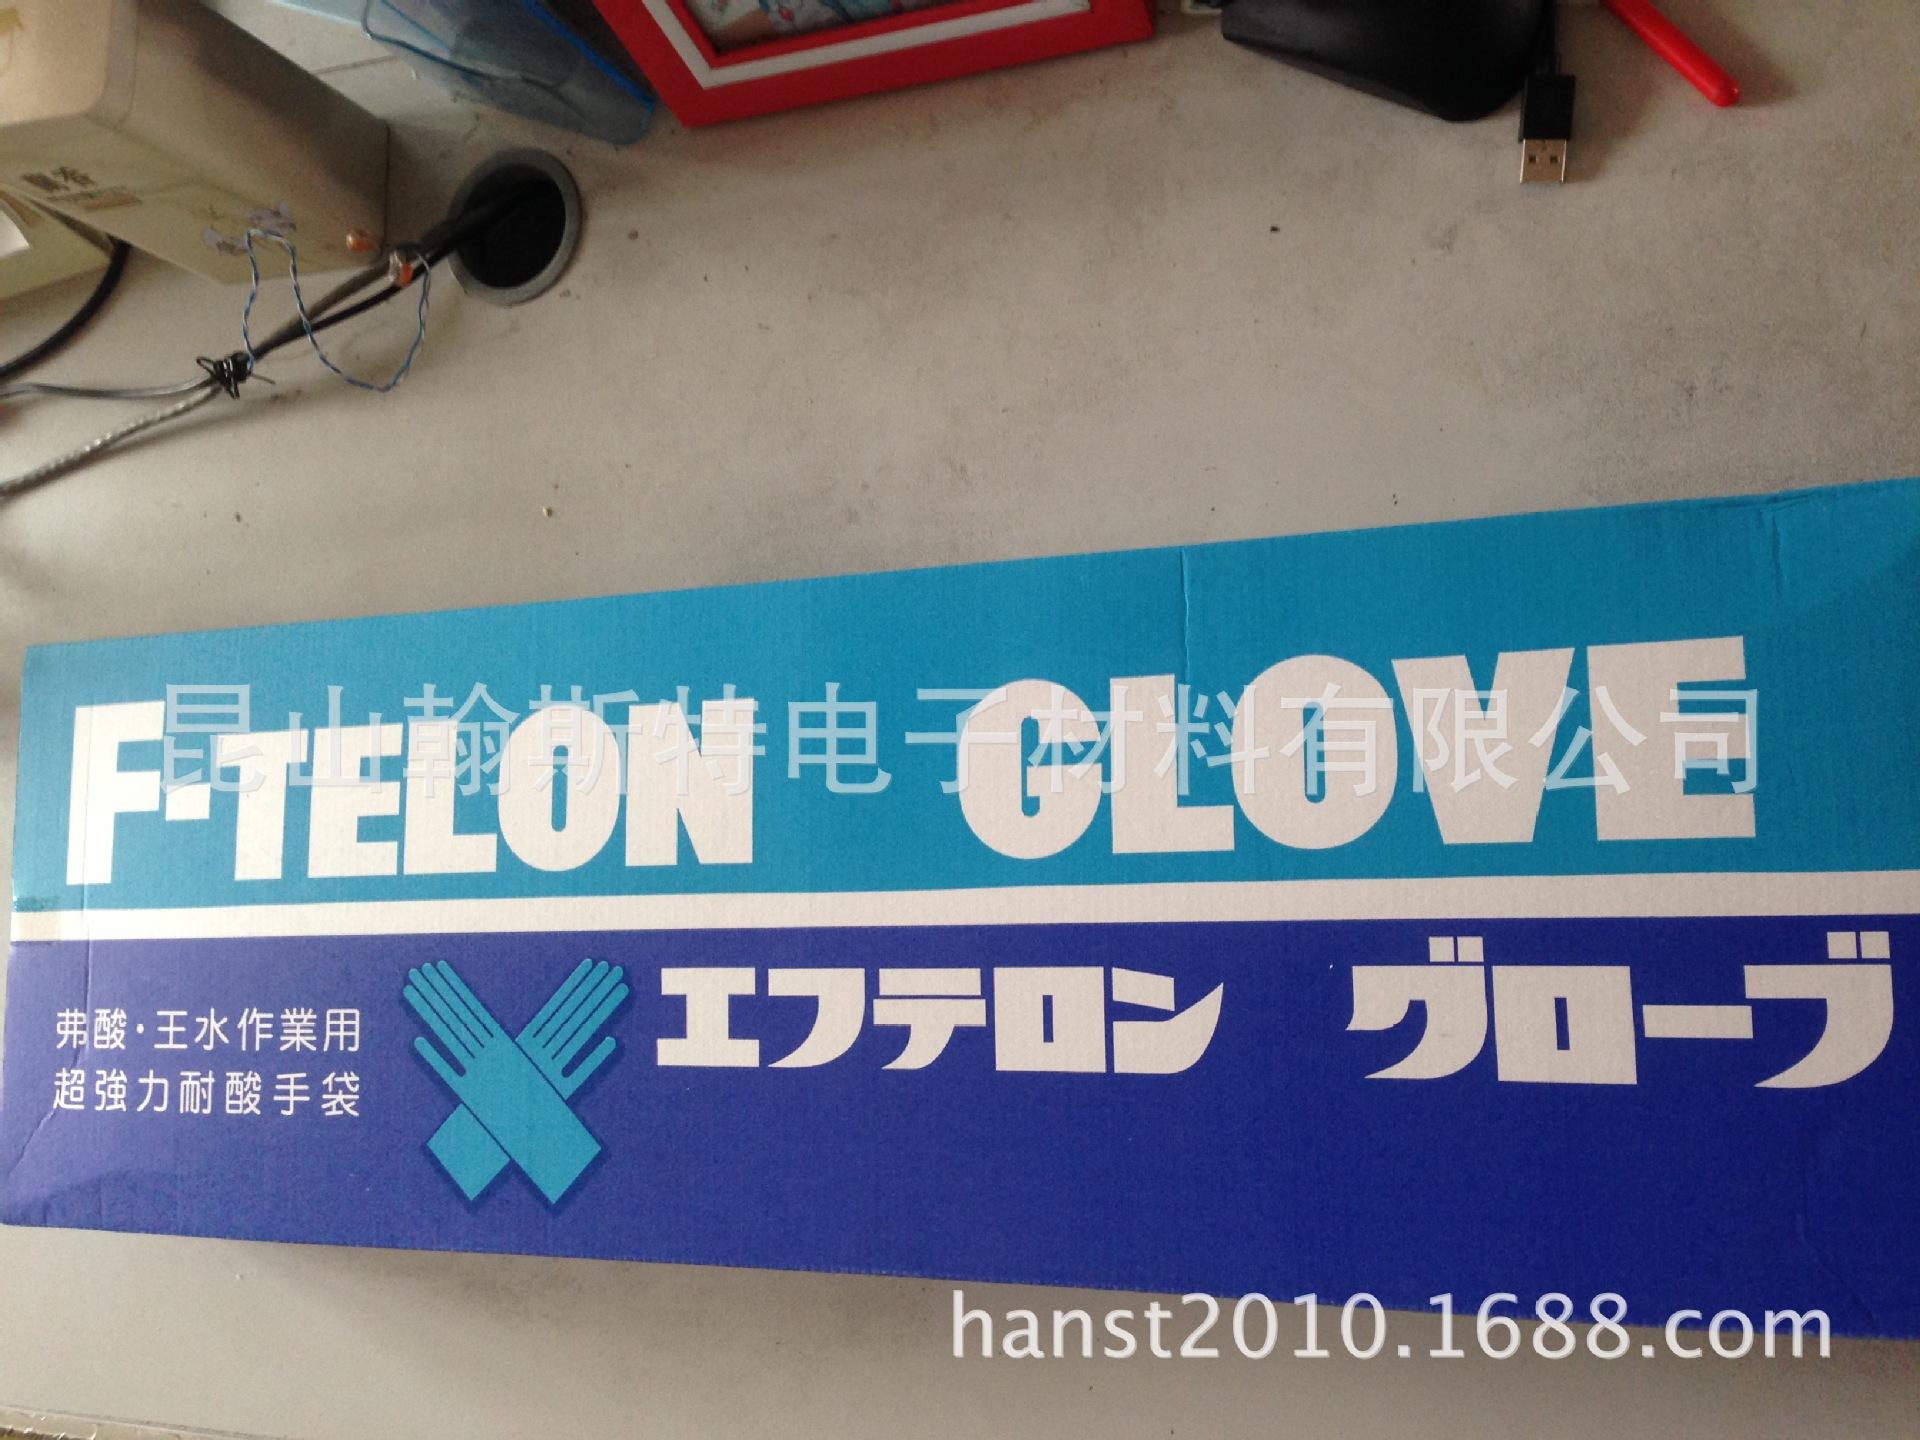 F-TELON GLOVE
昆山翰斯特电子材料有限公司
弗酸・王水作業用
超強力耐酸手袋
エフテロン グローブ
hanst2010.1688.com